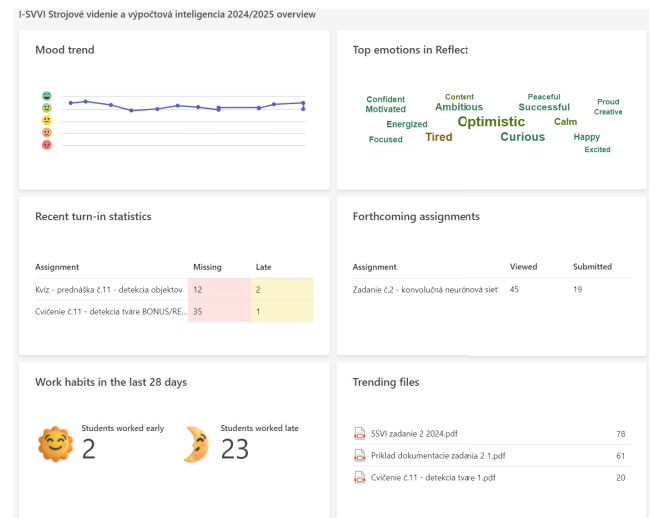 I-SVVI Strojové videnie a výpočtová inteligencia 2024/2025 overview
Mood trend
Top emotions in Reflect
Confident
Content
Peaceful
Proud
Motivated
Ambitious
Successful
Creative
Energized
Optimistic
Calm
Focused
Tired
Curious
Happy
Excited
Recent turn-in statistics
Assignment Missing Late
Kvíz - prednáška č.11 - detekcia objektov 12 2
Cvičenie č.11 - detekcia tváre BONUS/RE... 35 1
Forthcoming assignments
Assignment Viewed Submitted
Zadanie č.2 - konvolučná neurónová sieť 45 19
Work habits in the last 28 days
Students worked early
2
Students worked late
23
Trending files
SSVI zadanie 2 2024.pdf 78
Priklad dokumentacie zadania 2 1.pdf 61
Cvičenie č.11 - detekcia tvare 1.pdf 20